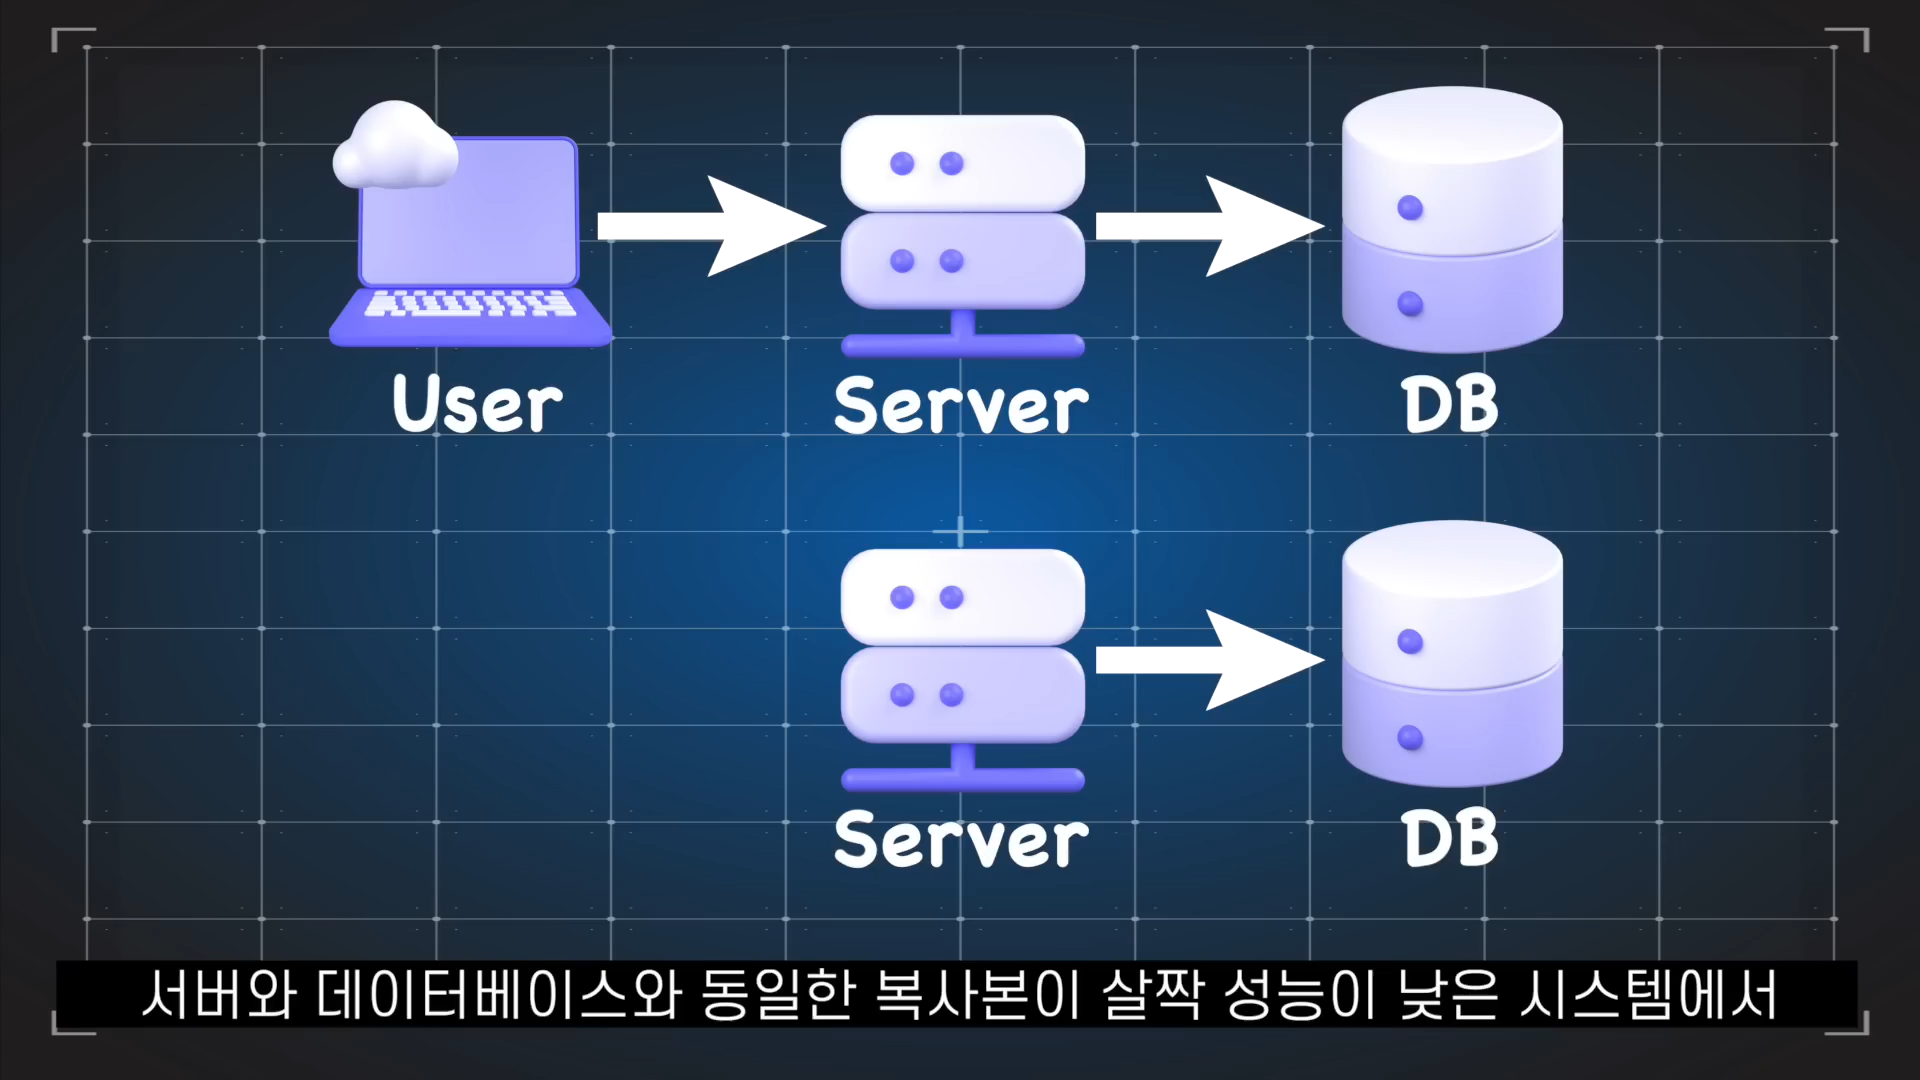 User
Server
DB
Server
DB
서버와 데이터베이스와 동일한 복사본이 살짝 성능이 낮은 시스템에서